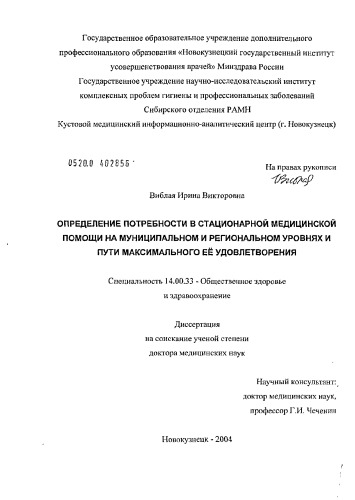 Государственное образовательное учреждение дополнительного
профессионального образования «Новокузнецкий государственный институт
усовершенствования врачей» Минздрава России
Государственное учреждение научно-исследовательский институт
комплексных проблем гигиены и профессиональных заболеваний
Сибирского отделения РАМН
Кустовой медицинский информационно-аналитический центр (г. Новокузнецк)
0520.0 402856
На правах рукописи
Виблая Ирина Викторовна
ОПРЕДЕЛЕНИЕ ПОТРЕБНОСТИ В СТАЦИОНАРНОЙ МЕДИЦИНСКОЙ
ПОМОЩИ НА МУНИЦИПАЛЬНОМ И РЕГИОНАЛЬНОМ УРОВНЯХ И
ПУТИ МАКСИМАЛЬНОГО ЕЁ УДОВЛЕТВОРЕНИЯ
Специальность 14.00.33 - Общественное здоровье
и здравоохранение
Диссертация
на соискание ученой степени
доктора медицинских наук
Научный консультант:
доктор медицинских наук,
профессор Г.И. Чеченин
Новокузнецк - 2004